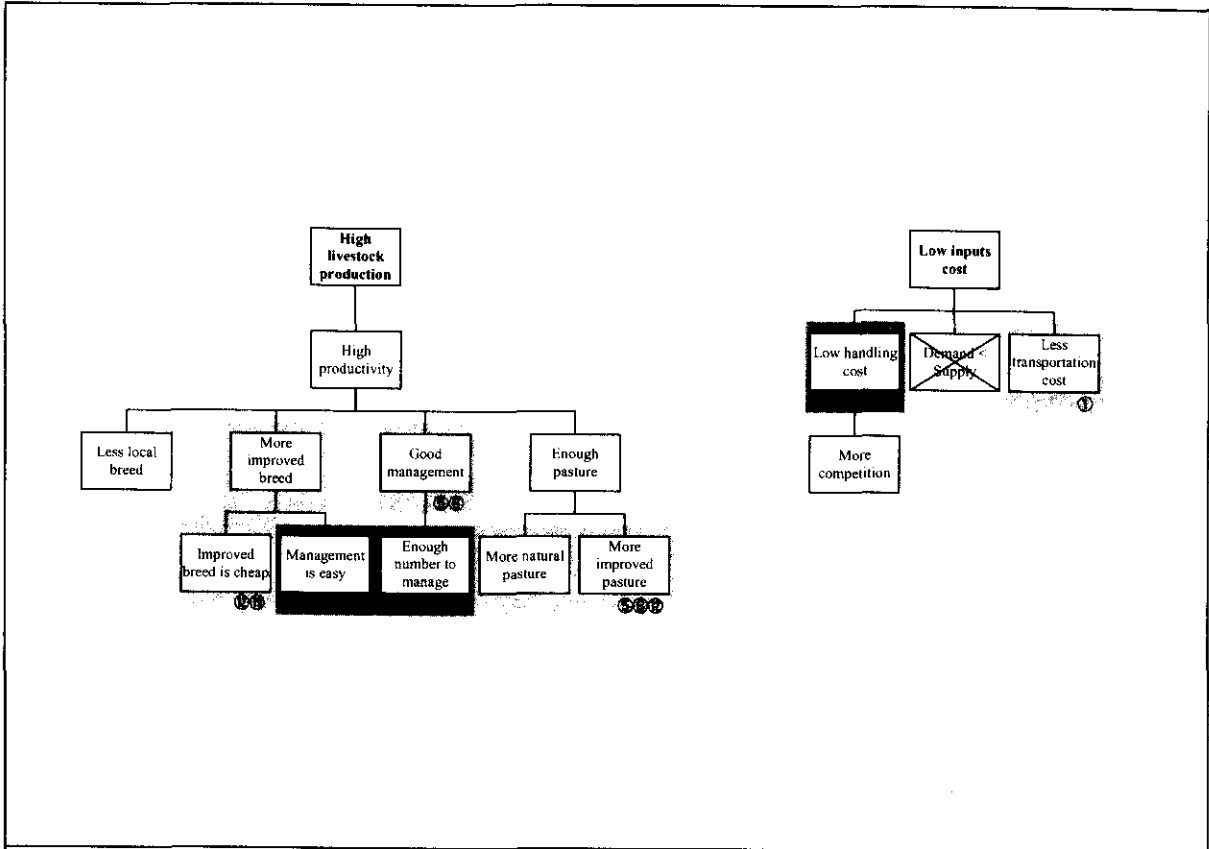 High
livestock
production
Low inputs
cost
High
productivity
Low handling
cost
Demand <
Supply
Less
transportation
cost
①
Less local
breed
More
improved
breed
Good
management
Enough
pasture
More
competition
Improved
breed is cheap
Management
is easy
Enough
number to
manage
More natural
pasture
More
improved
pasture